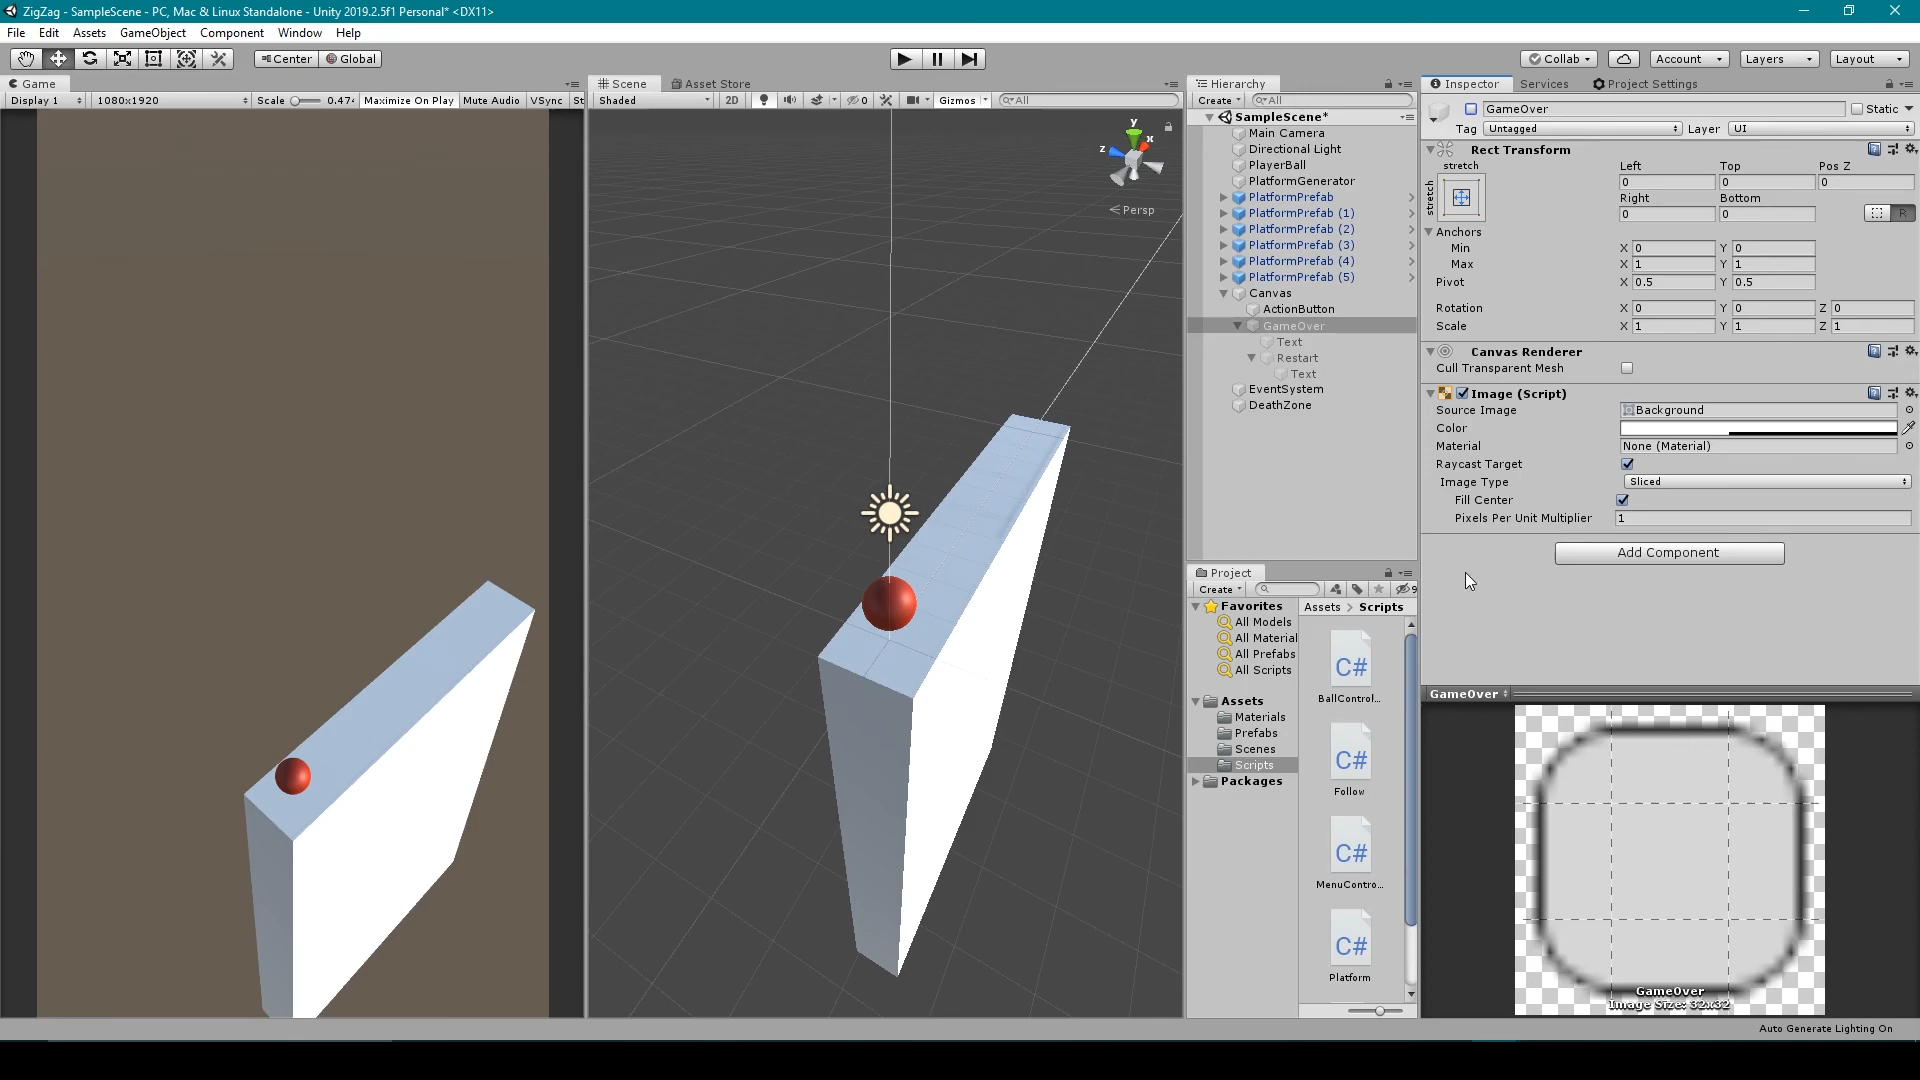 ZigZag - SampleScene - PC, Mac & Linux Standalone - Unity 2019.2.5f1 Personal* <DX11>
File Edit Assets GameObject Component Window Help
Center Global
Collab Account Layers Layout
Game
Display 1 1080x1920 Scale 0.47 Maximize On Play Mute Audio VSync St
Scene Asset Store
Shaded 2D 0 Gizmos All
y
x
z
Persp
Hierarchy
Create All
SampleScene*
Main Camera
Directional Light
PlayerBall
PlatformGenerator
PlatformPrefab
PlatformPrefab (1)
PlatformPrefab (2)
PlatformPrefab (3)
PlatformPrefab (4)
PlatformPrefab (5)
Canvas
ActionButton
GameOver
Text
Restart
Text
EventSystem
DeathZone
Project
Create 9
Favorites
All Models
All Material
All Prefabs
All Scripts
Assets
Materials
Prefabs
Scenes
Scripts
Packages
Assets > Scripts
C#
BallControl...
C#
Follow
C#
MenuContro...
C#
Platform
Inspector Services Project Settings
GameOver Static
Tag Untagged Layer UI
Rect Transform
stretch Left Top Pos Z
stretch 0 0 0
Right Bottom
0 0 R
Anchors
Min X 0 Y 0
Max X 1 Y 1
Pivot X 0.5 Y 0.5
Rotation X 0 Y 0 Z 0
Scale X 1 Y 1 Z 1
Canvas Renderer
Cull Transparent Mesh
Image (Script)
Source Image Background
Color
Material None (Material)
Raycast Target
Image Type Sliced
Fill Center
Pixels Per Unit Multiplier 1
Add Component
GameOver
GameOver
Image Size: 32x32
Auto Generate Lighting On